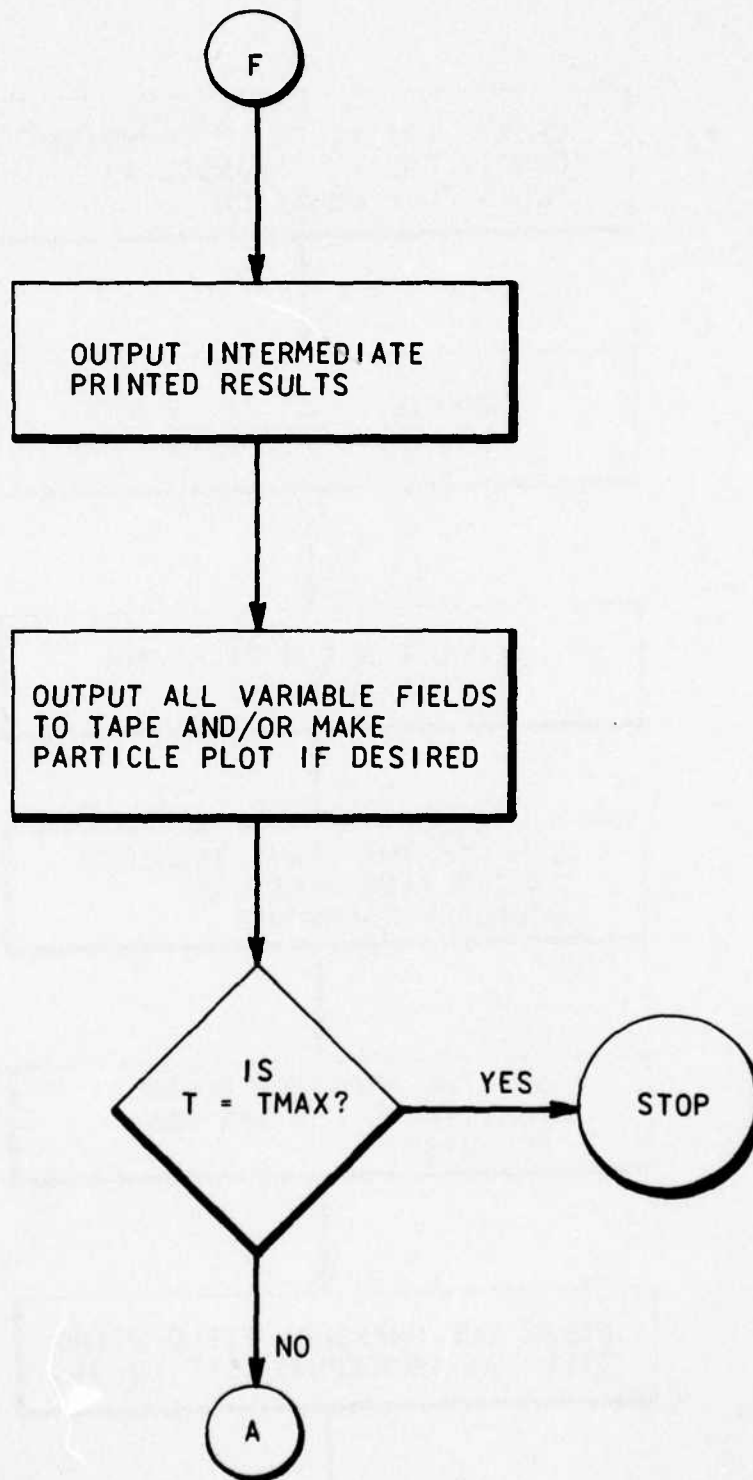 F
OUTPUT INTERMEDIATE
PRINTED RESULTS
OUTPUT ALL VARIABLE FIELDS
TO TAPE AND/OR MAKE
PARTICLE PLOT IF DESIRED
IS
T = TMAX?
YES
STOP
NO
A